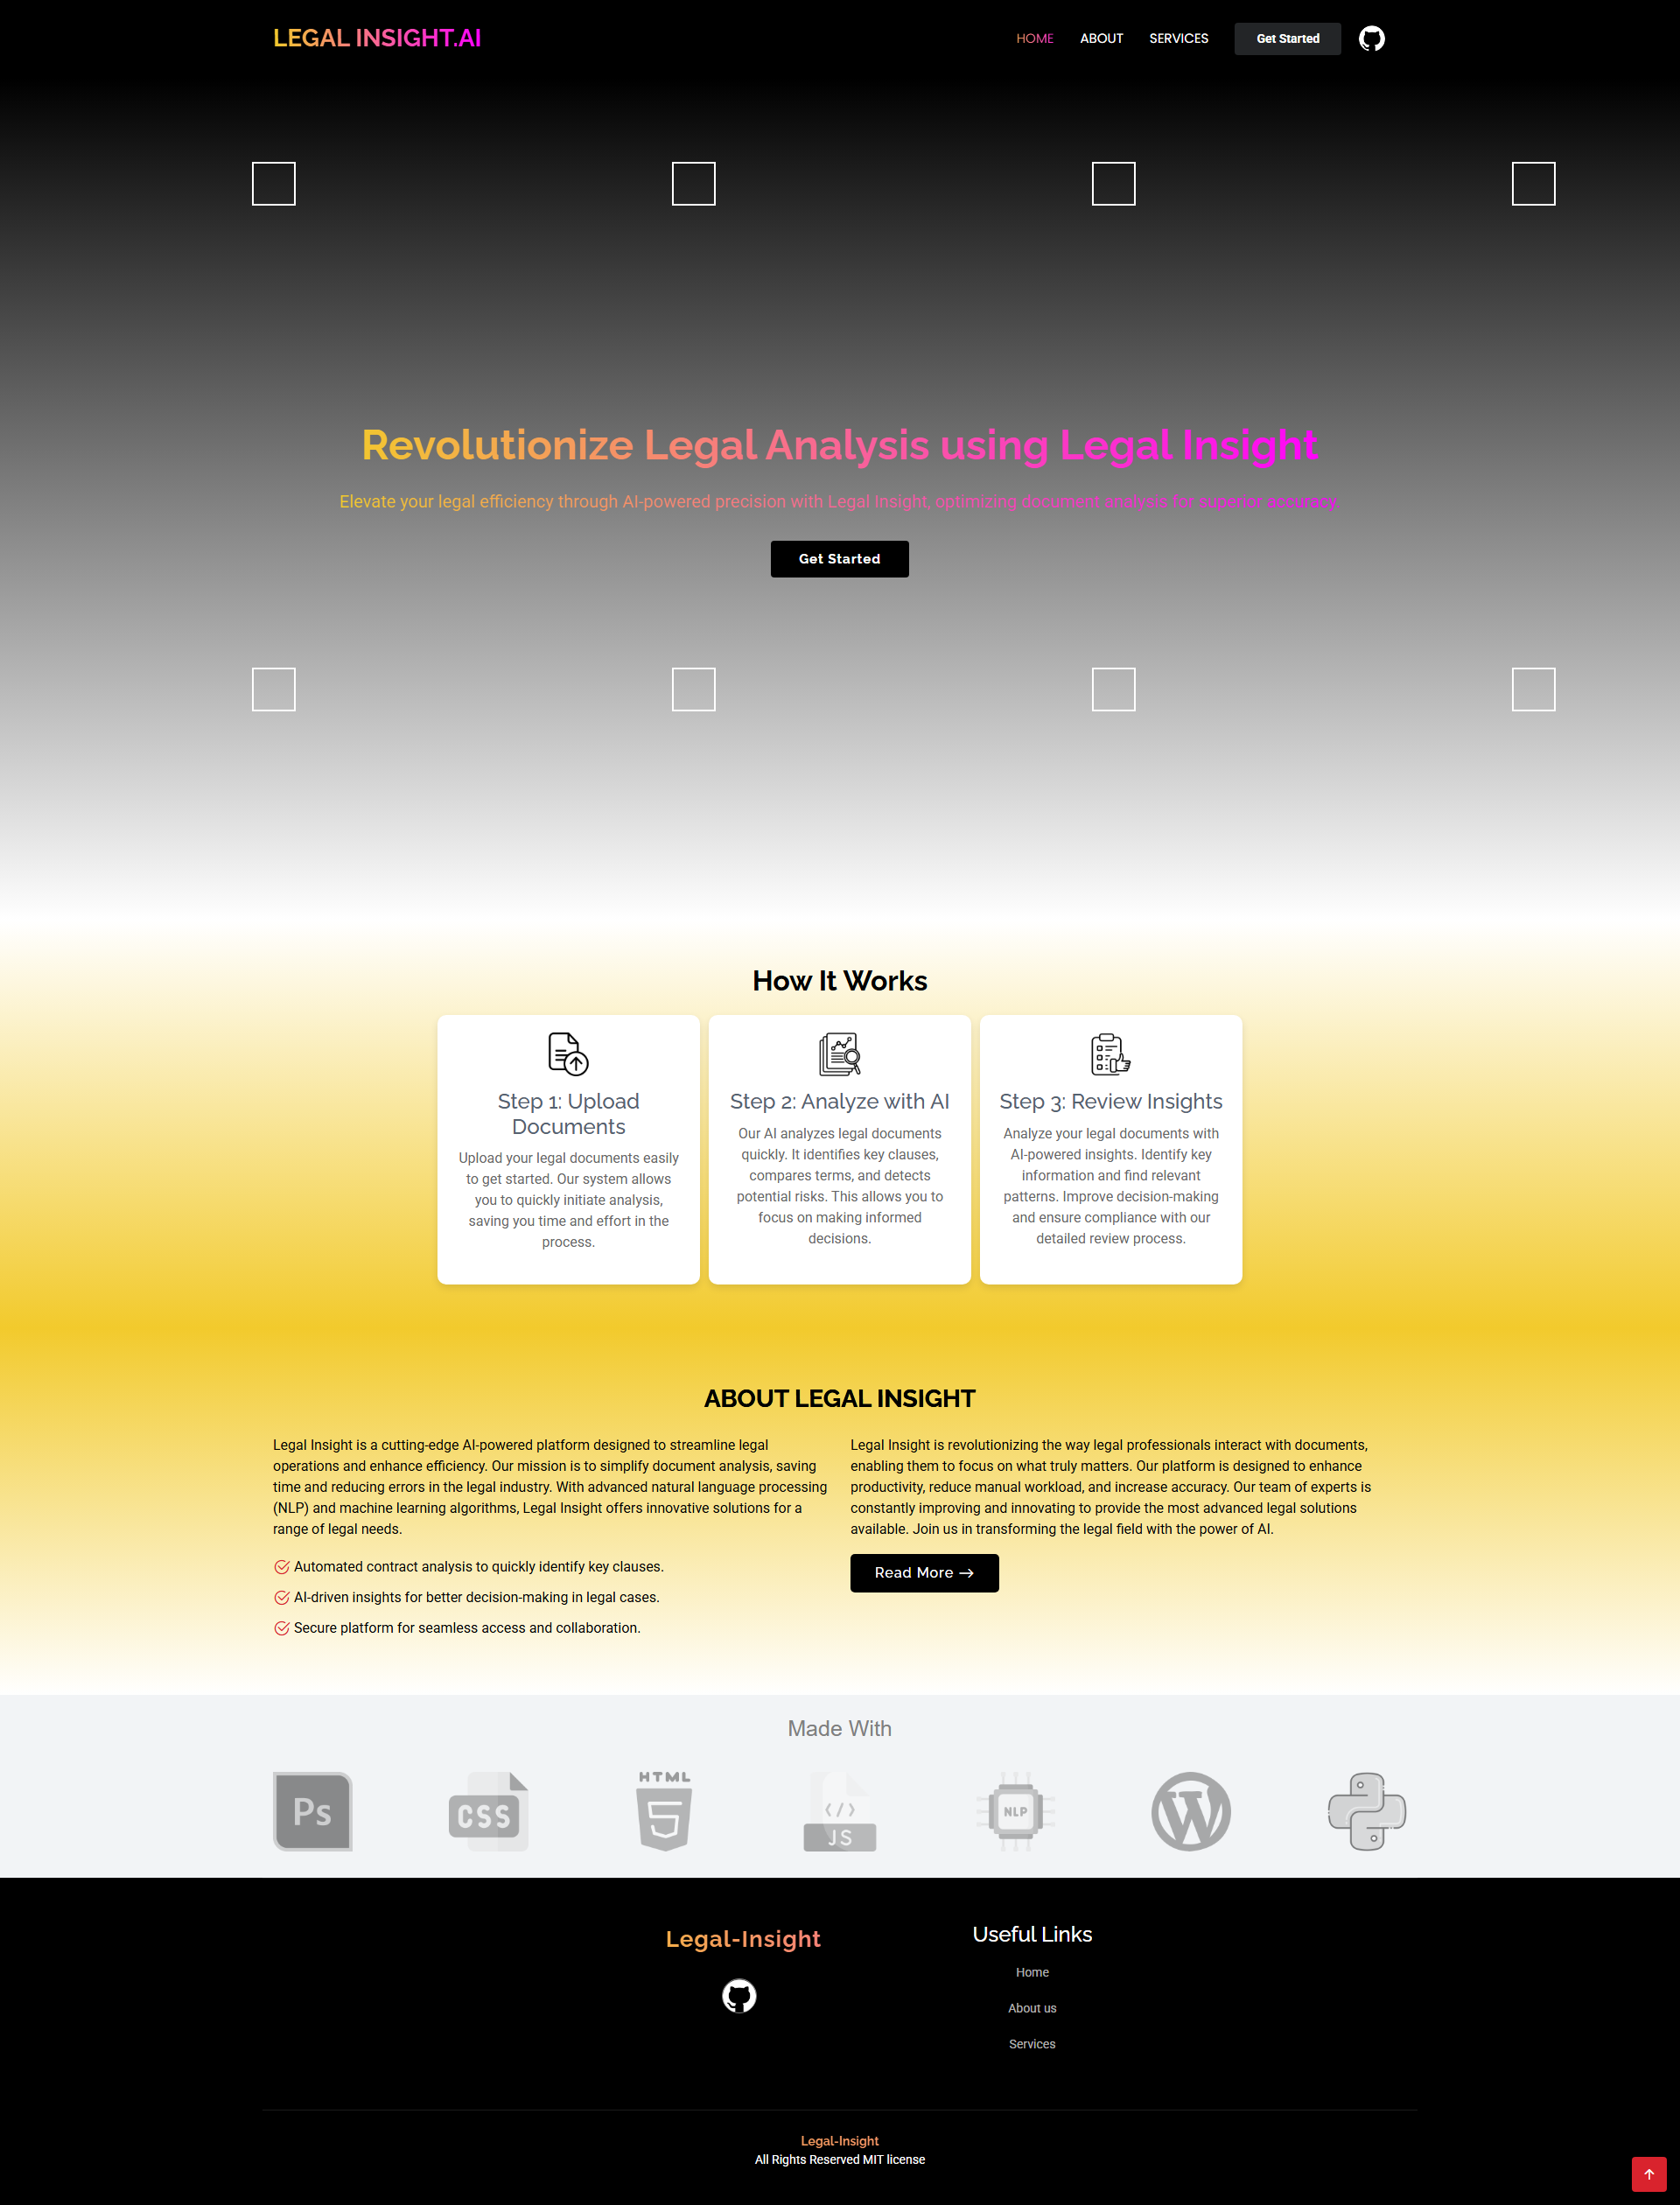 LEGAL INSIGHT.AI
HOME ABOUT SERVICES Get Started
Revolutionize Legal Analysis using Legal Insight
Elevate your legal efficiency through AI-powered precision with Legal Insight, optimizing document analysis for superior accuracy.
Get Started
How It Works
Step 1: Upload
Documents
Upload your legal documents easily
to get started. Our system allows
you to quickly initiate analysis,
saving you time and effort in the
process.
Step 2: Analyze with AI
Our AI analyzes legal documents
quickly. It identifies key clauses,
compares terms, and detects
potential risks. This allows you to
focus on making informed
decisions.
Step 3: Review Insights
Analyze your legal documents with
AI-powered insights. Identify key
information and find relevant
patterns. Improve decision-making
and ensure compliance with our
detailed review process.
ABOUT LEGAL INSIGHT
Legal Insight is a cutting-edge AI-powered platform designed to streamline legal
operations and enhance efficiency. Our mission is to simplify document analysis, saving
time and reducing errors in the legal industry. With advanced natural language processing
(NLP) and machine learning algorithms, Legal Insight offers innovative solutions for a
range of legal needs.
Automated contract analysis to quickly identify key clauses.
AI-driven insights for better decision-making in legal cases.
Secure platform for seamless access and collaboration.
Legal Insight is revolutionizing the way legal professionals interact with documents,
enabling them to focus on what truly matters. Our platform is designed to enhance
productivity, reduce manual workload, and increase accuracy. Our team of experts is
constantly improving and innovating to provide the most advanced legal solutions
available. Join us in transforming the legal field with the power of AI.
Read More →
Made With
Ps
CSS
HTML
5
</>
JS
NLP
W
Legal-Insight
Useful Links
Home
About us
Services
Legal-Insight
All Rights Reserved MIT license